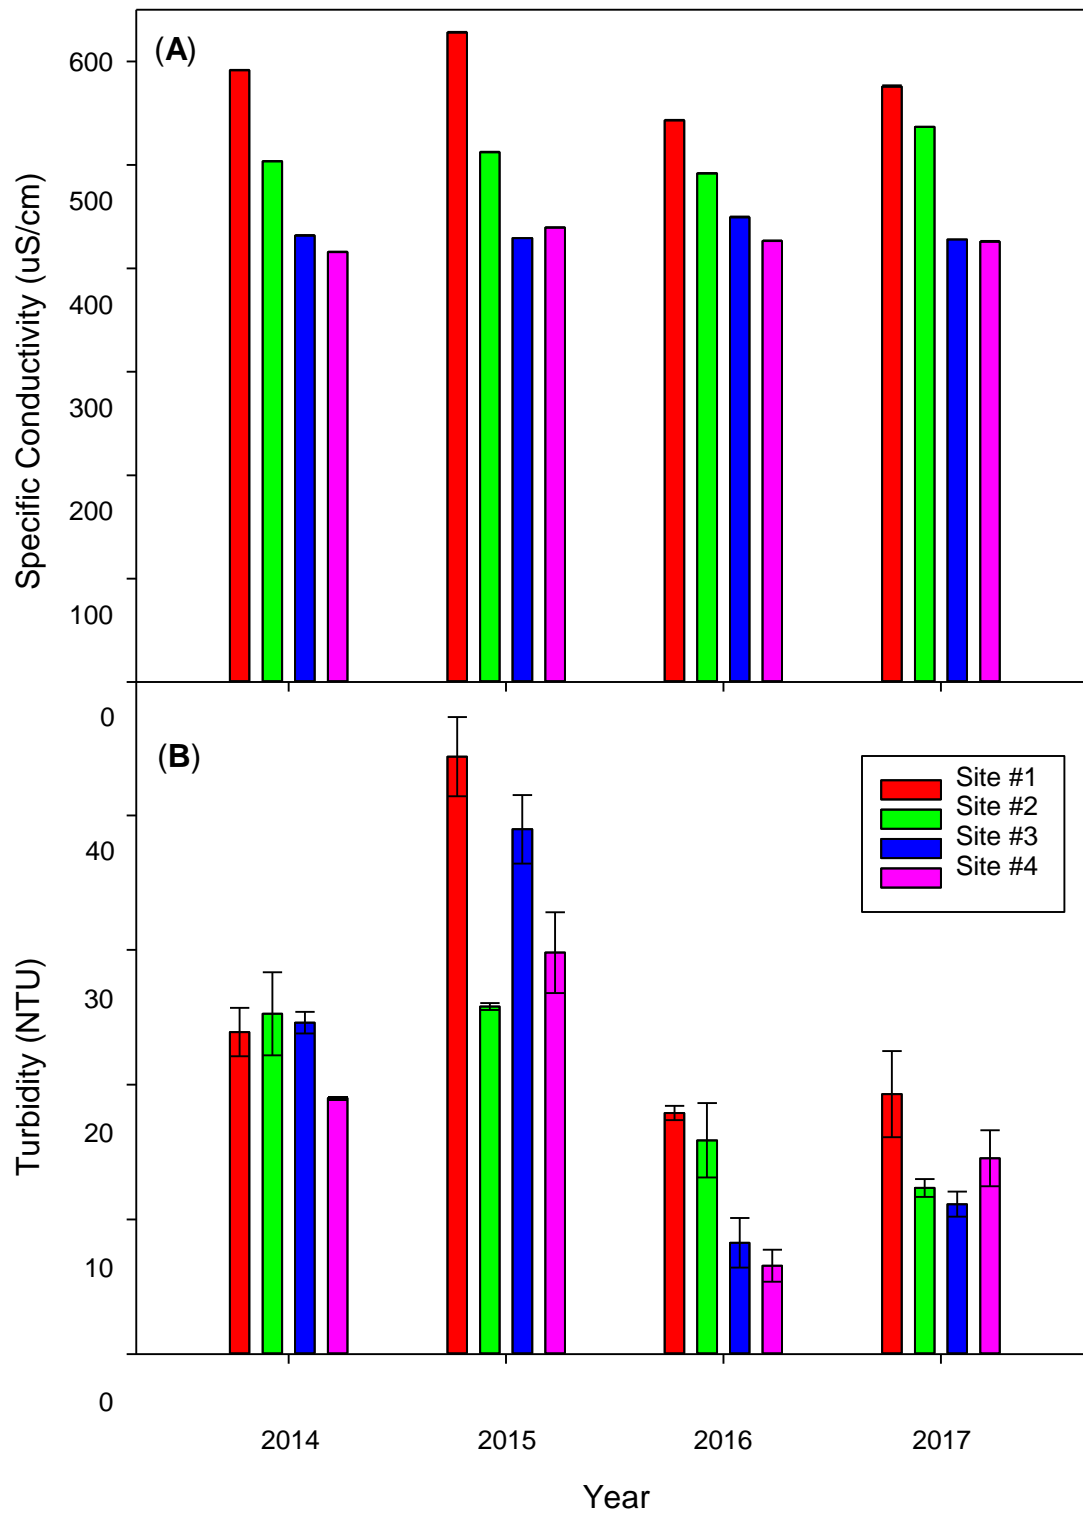 (A)
600
500
400
300
200
100
0
Specific Conductivity (uS/cm)
(B)
Site #1
Site #2
Site #3
Site #4
40
30
20
10
0
Turbidity (NTU)
2014 2015 2016 2017
Year